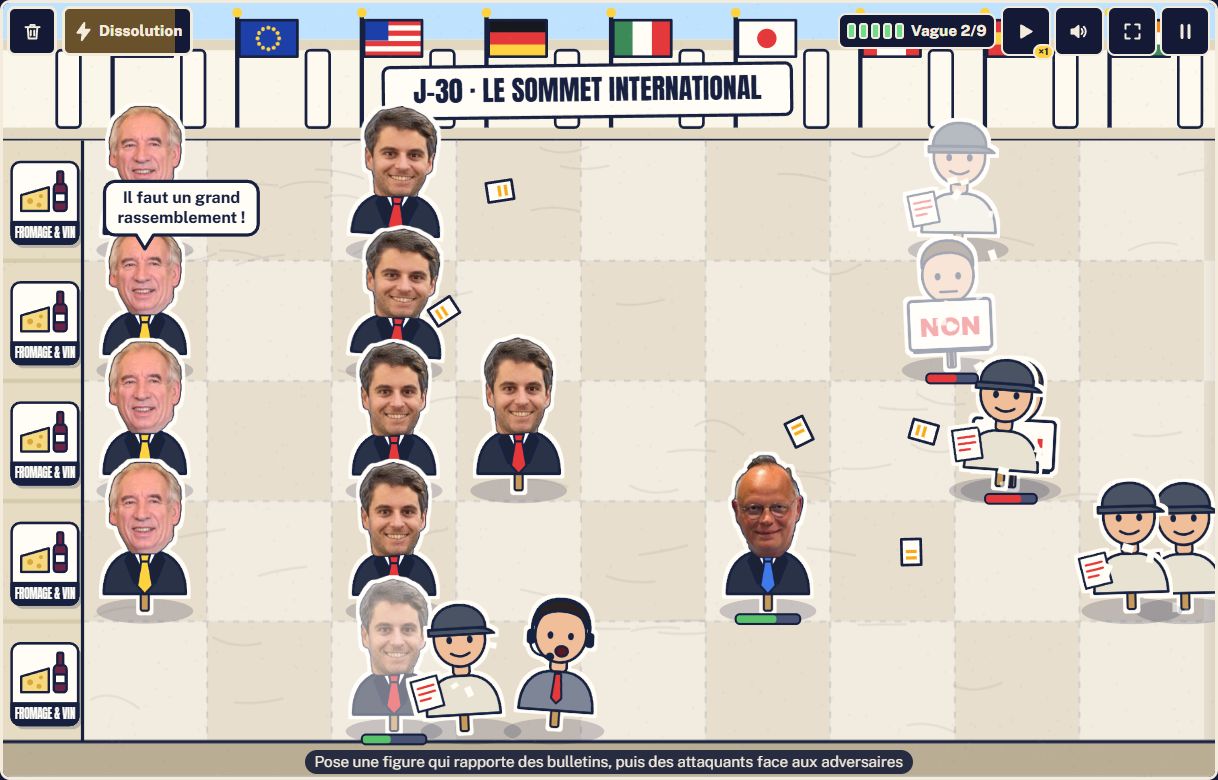 Dissolution
Vague 2/9
×1
J-30 · LE SOMMET INTERNATIONAL
Il faut un grand
rassemblement !
FROMAGE & VIN
FROMAGE & VIN
NON
FROMAGE & VIN
FROMAGE & VIN
FROMAGE & VIN
Pose une figure qui rapporte des bulletins, puis des attaquants face aux adversaires